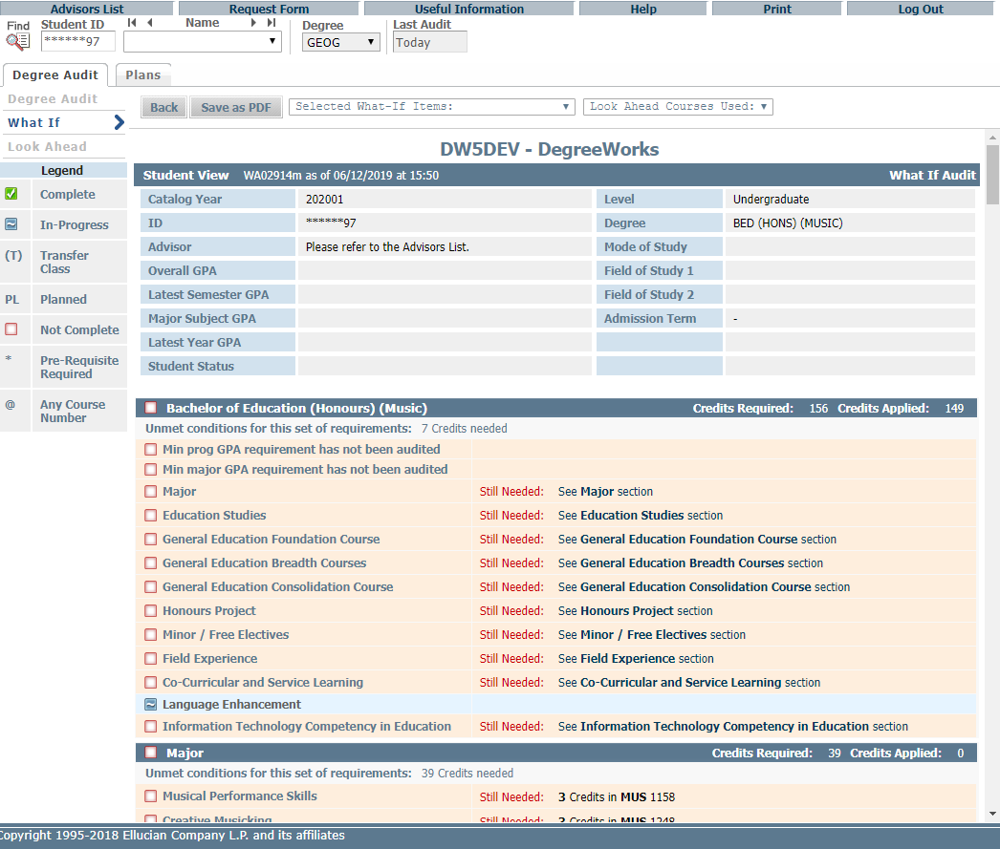 Advisors List Request Form Useful Information Help Print Log Out
Find Student ID Name Degree Last Audit
******97 GEOG Today
Degree Audit Plans
Degree Audit
What If
Look Ahead
Back Save as PDF Selected What-If Items: Look Ahead Courses Used:
Legend
Complete
In-Progress
(T) Transfer
Class
PL Planned
Not Complete
* Pre-Requisite
Required
@ Any Course
Number
DW5DEV - DegreeWorks
Student View WA02914m as of 06/12/2019 at 15:50 What If Audit
Catalog Year 202001 Level Undergraduate
ID ******97 Degree BED (HONS) (MUSIC)
Advisor Please refer to the Advisors List. Mode of Study
Overall GPA Field of Study 1
Latest Semester GPA Field of Study 2
Major Subject GPA Admission Term -
Latest Year GPA
Student Status
Bachelor of Education (Honours) (Music) Credits Required: 156 Credits Applied: 149
Unmet conditions for this set of requirements: 7 Credits needed
Min prog GPA requirement has not been audited
Min major GPA requirement has not been audited
Major Still Needed: See Major section
Education Studies Still Needed: See Education Studies section
General Education Foundation Course Still Needed: See General Education Foundation Course section
General Education Breadth Courses Still Needed: See General Education Breadth Courses section
General Education Consolidation Course Still Needed: See General Education Consolidation Course section
Honours Project Still Needed: See Honours Project section
Minor / Free Electives Still Needed: See Minor / Free Electives section
Field Experience Still Needed: See Field Experience section
Co-Curricular and Service Learning Still Needed: See Co-Curricular and Service Learning section
Language Enhancement
Information Technology Competency in Education Still Needed: See Information Technology Competency in Education section
Major Credits Required: 39 Credits Applied: 0
Unmet conditions for this set of requirements: 39 Credits needed
Musical Performance Skills Still Needed: 3 Credits in MUS 1158
Creative Musicking Still Needed: 3 Credits in MUS 1248
Copyright 1995-2018 Ellucian Company L.P. and its affiliates